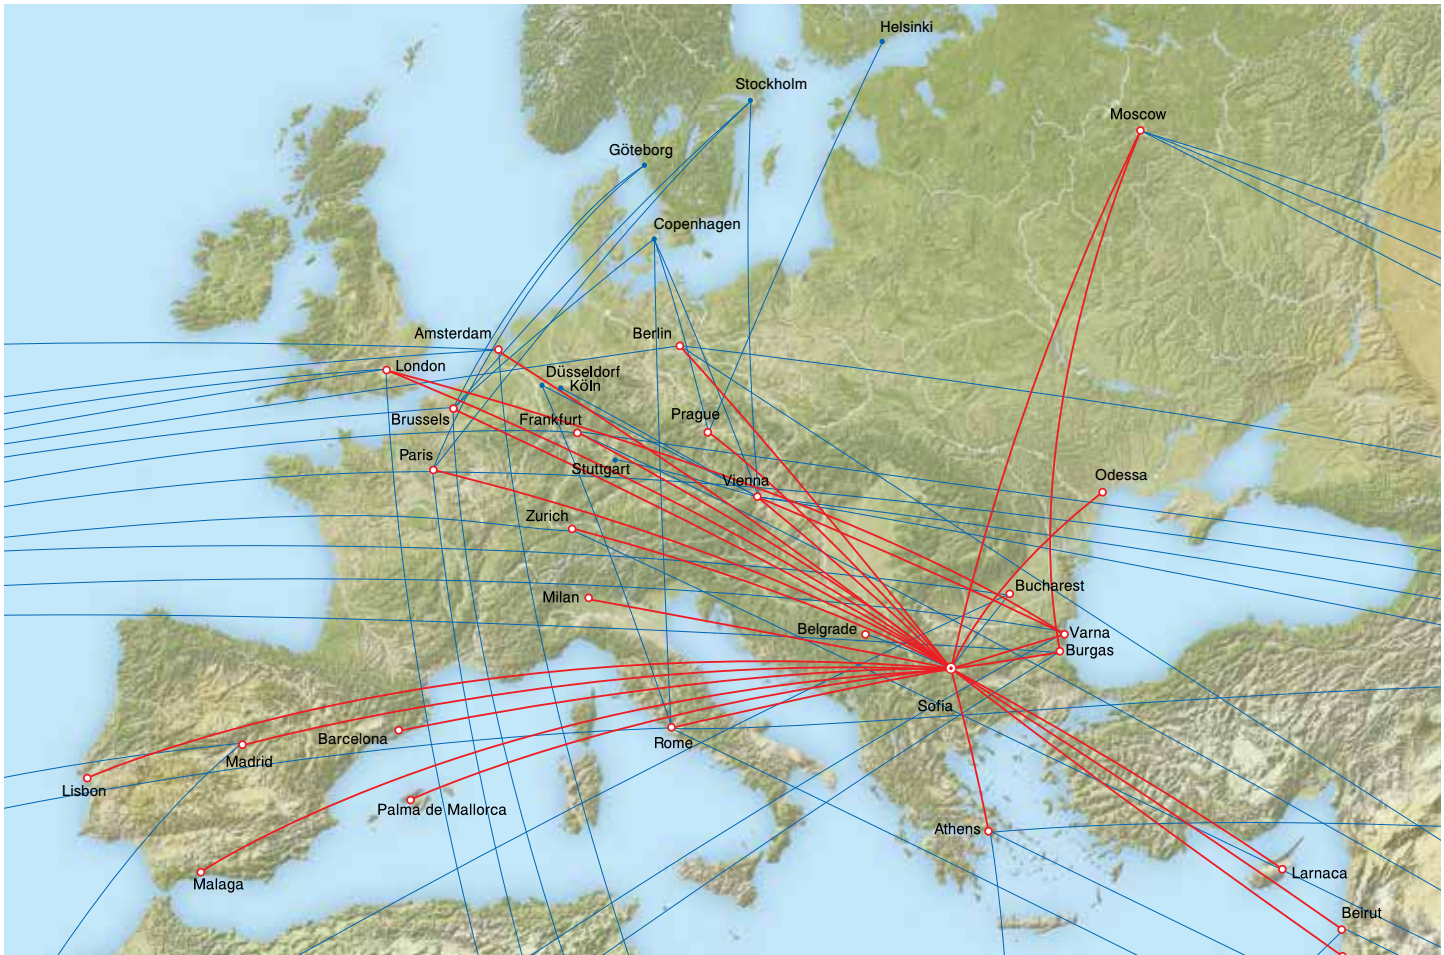 Helsinki
Stockholm
Moscow
Göteborg
Copenhagen
Amsterdam
Berlin
London
Düsseldorf
Köln
Brussels
Frankfurt
Prague
Paris
Stuttgart
Vienna
Odessa
Zurich
Bucharest
Milan
Belgrade
Varna
Burgas
Sofia
Barcelona
Rome
Madrid
Lisbon
Palma de Mallorca
Athens
Larnaca
Malaga
Beirut